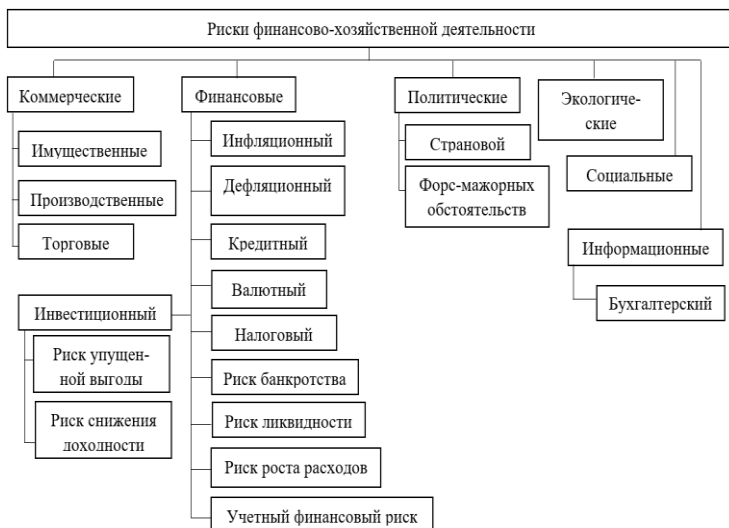 Риски финансово-хозяйственной деятельности
Коммерческие
Имущественные
Производственные
Торговые
Финансовые
Инфляционный
Дефляционный
Кредитный
Валютный
Налоговый
Риск банкротства
Риск ликвидности
Риск роста расходов
Учетный финансовый риск
Инвестиционный
Риск упущен-
ной выгоды
Риск снижения
доходности
Политические
Страновой
Форс-мажорных
обстоятельств
Экологиче-
ские
Социальные
Информационные
Бухгалтерский